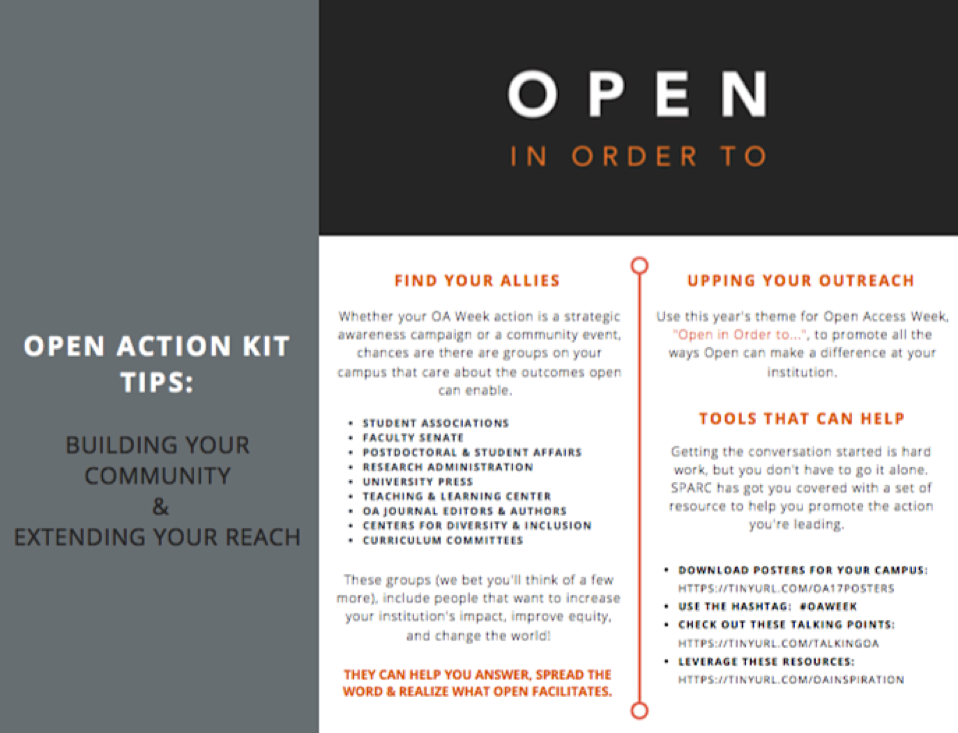 OPEN
IN ORDER TO
OPEN ACTION KIT
TIPS:
BUILDING YOUR
COMMUNITY
&
EXTENDING YOUR REACH
FIND YOUR ALLIES
Whether your OA Week action is a strategic
awareness campaign or a community event,
chances are there are groups on your
campus that care about the outcomes open
can enable.
• STUDENT ASSOCIATIONS
• FACULTY SENATE
• POSTDOCTORAL & STUDENT AFFAIRS
• RESEARCH ADMINISTRATION
• UNIVERSITY PRESS
• TEACHING & LEARNING CENTER
• OA JOURNAL EDITORS & AUTHORS
• CENTERS FOR DIVERSITY & INCLUSION
• CURRICULUM COMMITTEES
These groups (we bet you'll think of a few
more), include people that want to increase
your institution's impact, improve equity,
and change the world!
THEY CAN HELP YOU ANSWER, SPREAD THE
WORD & REALIZE WHAT OPEN FACILITATES.
UPPING YOUR OUTREACH
Use this year's theme for Open Access Week,
"Open in Order to...", to promote all the
ways Open can make a difference at your
institution.
TOOLS THAT CAN HELP
Getting the conversation started is hard
work, but you don't have to go it alone.
SPARC has got you covered with a set of
resource to help you promote the action
you're leading.
• DOWNLOAD POSTERS FOR YOUR CAMPUS:
HTTPS://TINYURL.COM/OA17POSTERS
• USE THE HASHTAG: #OAWEEK
• CHECK OUT THESE TALKING POINTS:
HTTPS://TINYURL.COM/TALKINGOA
• LEVERAGE THESE RESOURCES:
HTTPS://TINYURL.COM/OAINSPIRATION